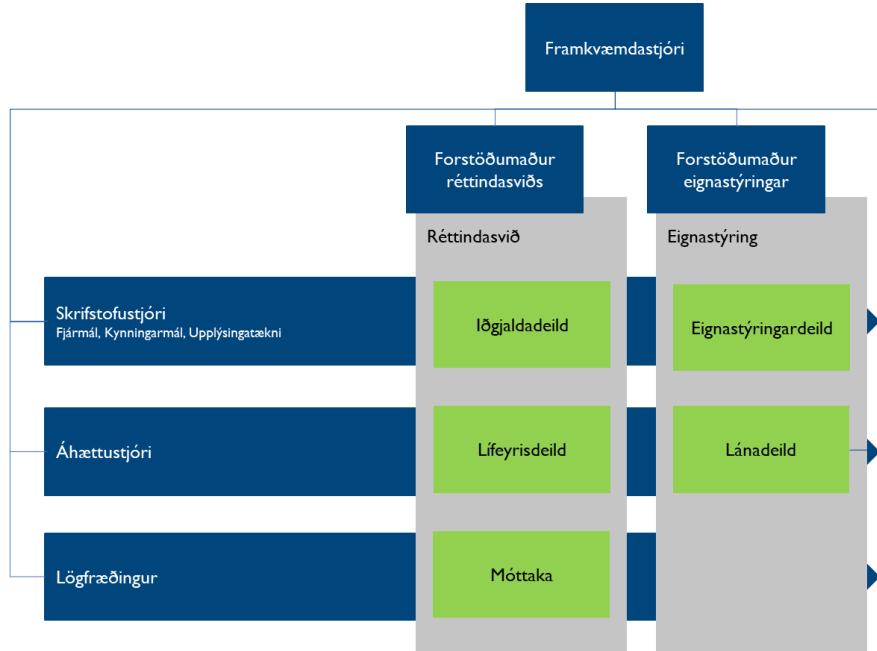 Framkvæmdastjóri
Forstöðumaður
réttindasviðs
Forstöðumaður
eignastýringar
Réttindasvið
Eignastýring
Skrifstofustjóri
Fjármál, Kynningarmál, Upplýsingatækni
Iðgjaldadeild
Eignastýringardeild
Áhættustjóri
Lífeyrisdeild
Lánadeild
Lögfræðingur
Móttaka